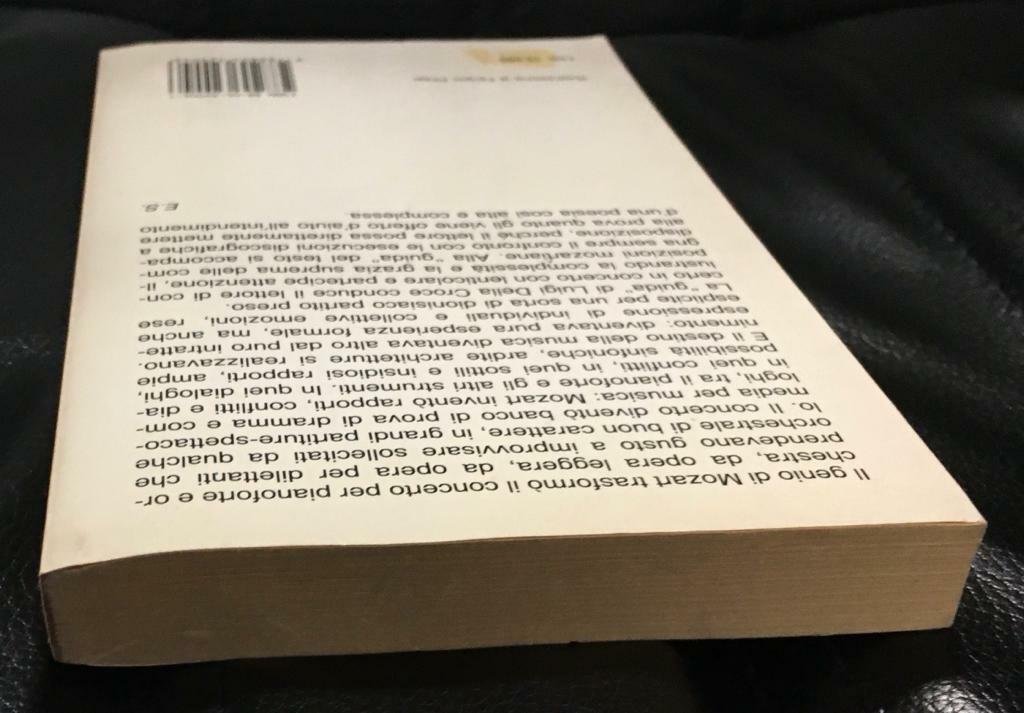 Il genio di Mozart trasformò il concerto per pianoforte e or-
chestra, da opera leggera, da opera per dilettanti che
prendevano gusto a improvvisare sollecitati da qualche
orchestrale di buon carattere, in grandi partiture-spettaco-
lo. Il concerto diventò banco di prova di dramma e com-
media per musica: Mozart inventò rapporti, conflitti e dia-
loghi, tra il pianoforte e gli altri strumenti. In quei dialoghi,
in quei conflitti, in quei sottili e insidiosi rapporti, ampie
possibilità sinfoniche, ardite architetture si realizzavano.
E il destino della musica diventava altro dal puro intratte-
nimento: diventava pura esperienza formale, ma anche
espressione di individuali e collettive emozioni, rese
esplicite per una sorta di dionisiaco partito preso.
La "guida" di Luigi Della Croce conduce il lettore di con-
certo in concerto con lenticolare e partecipe attenzione, il-
lustrando la complessità e la grazia suprema delle com-
posizioni mozartiane. Alla "guida" del testo si accompa-
gna sempre il confronto con le esecuzioni discografiche a
disposizione, perché il lettore possa direttamente mettere
alla prova quanto gli viene offerto d'aiuto all'intendimento
d'una poesia così alta e complessa.
E.S.